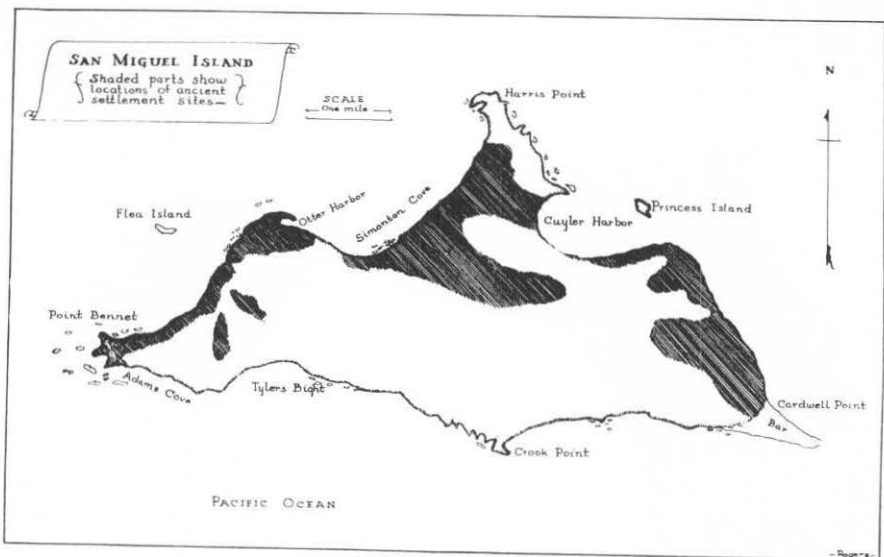 SAN MIGUEL ISLAND
Shaded parts show
locations of ancient
settlement sites—
SCALE
One mile
N
Harris Point
Flea Island
Otter Harbor
Simonton Cove
Cuyler Harbor
Princess Island
Point Bennet
Adams Cove
Tylers Bight
Cardwell Point
Bar
Crook Point
PACIFIC OCEAN
-Rogers-